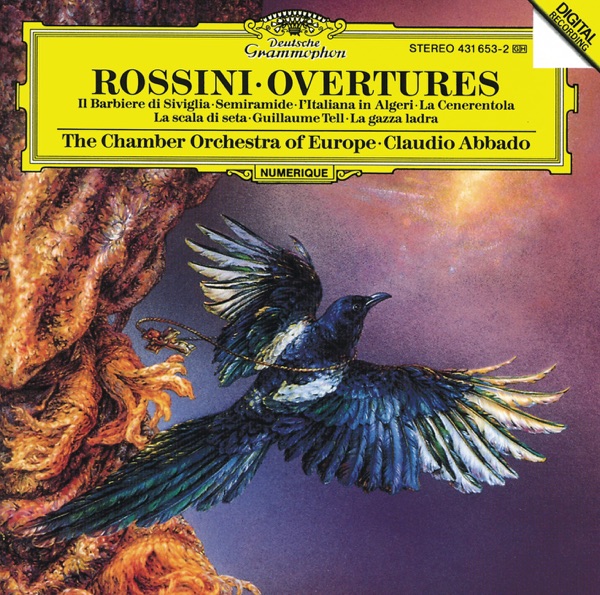 DIGITAL
RECORDING
Deutsche
Grammophon
STEREO 431 653-2 GH
ROSSINI·OVERTURES
Il Barbiere di Siviglia·Semiramide·l'Italiana in Algeri·La Cenerentola
La scala di seta·Guillaume Tell·La gazza ladra
The Chamber Orchestra of Europe·Claudio Abbado
NUMERIQUE